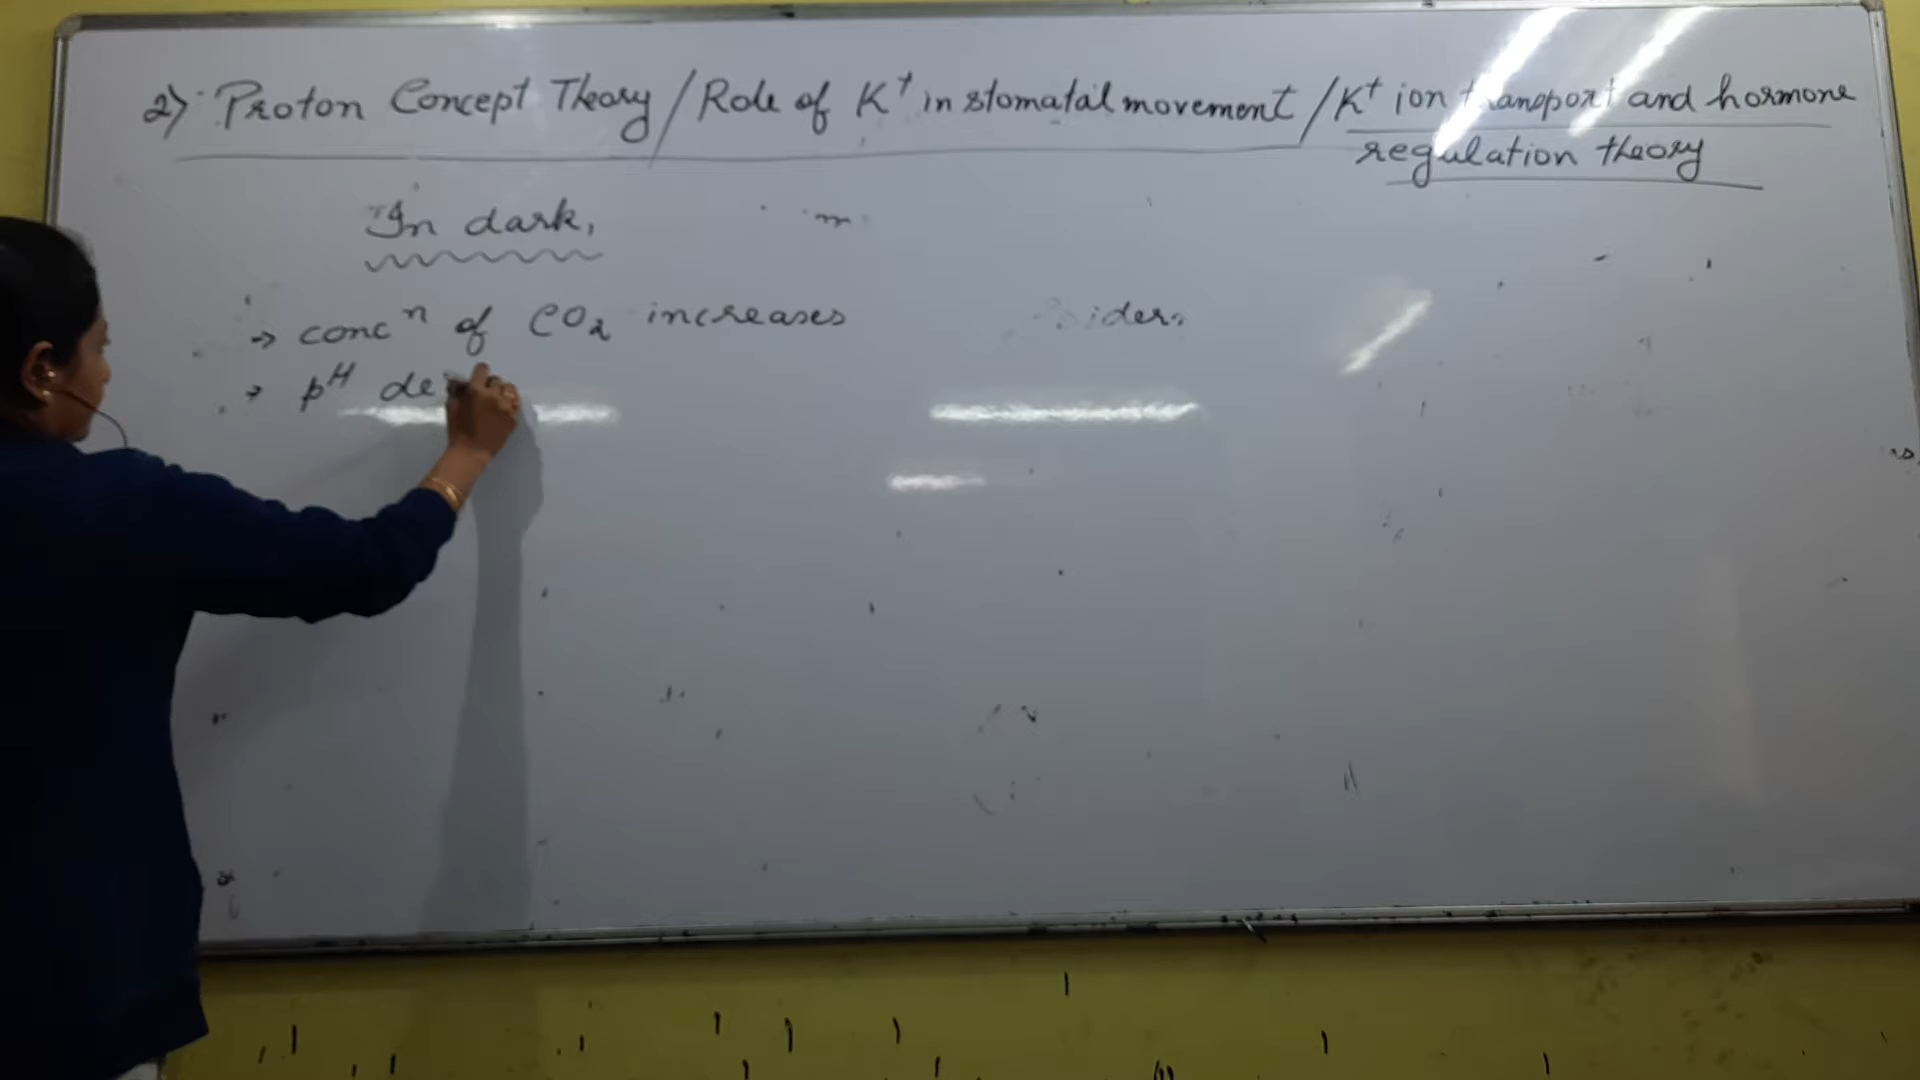 2) Proton Concept Theory / Role of K⁺ in stomatal movement / K⁺ ion transport and hormone
regulation theory
In dark,
→ concⁿ of CO₂ increases
→ pH de